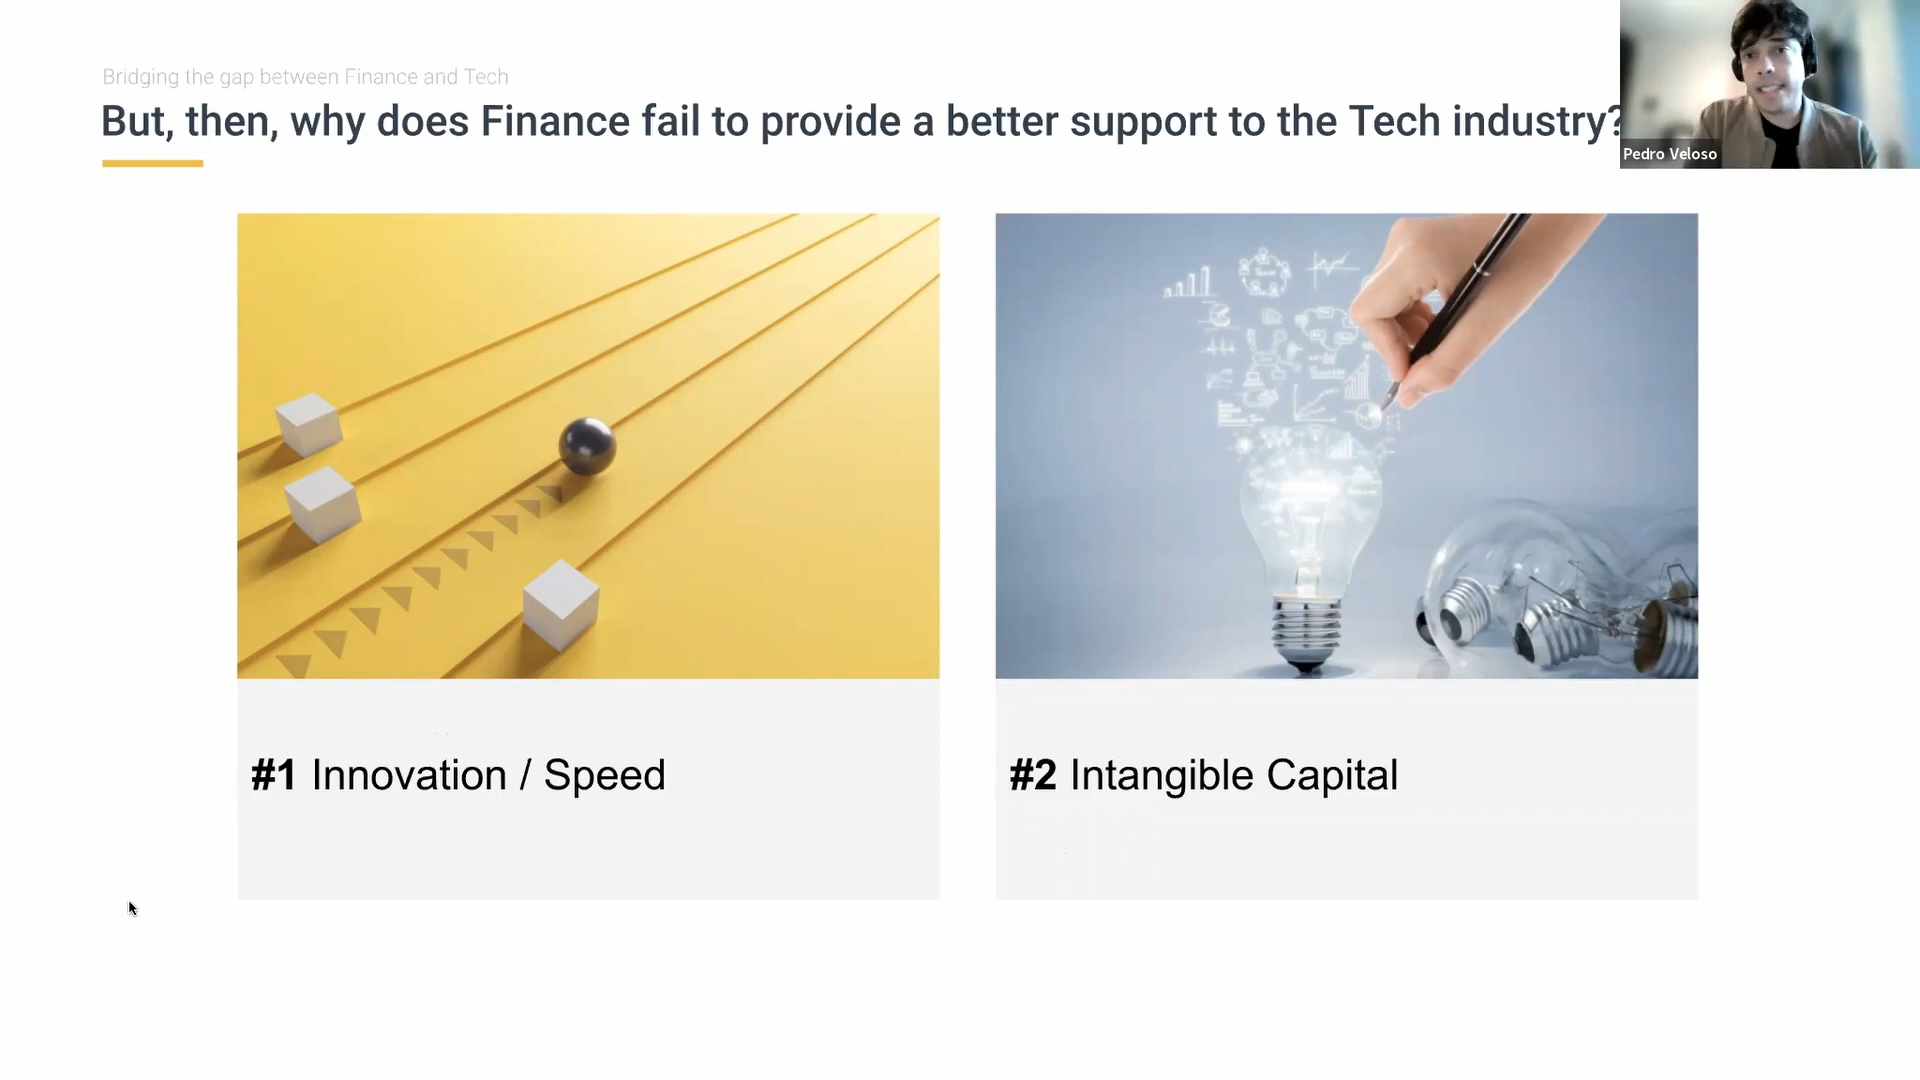 Bridging the gap between Finance and Tech
But, then, why does Finance fail to provide a better support to the Tech industry?
Pedro Veloso
#1 Innovation / Speed
#2 Intangible Capital